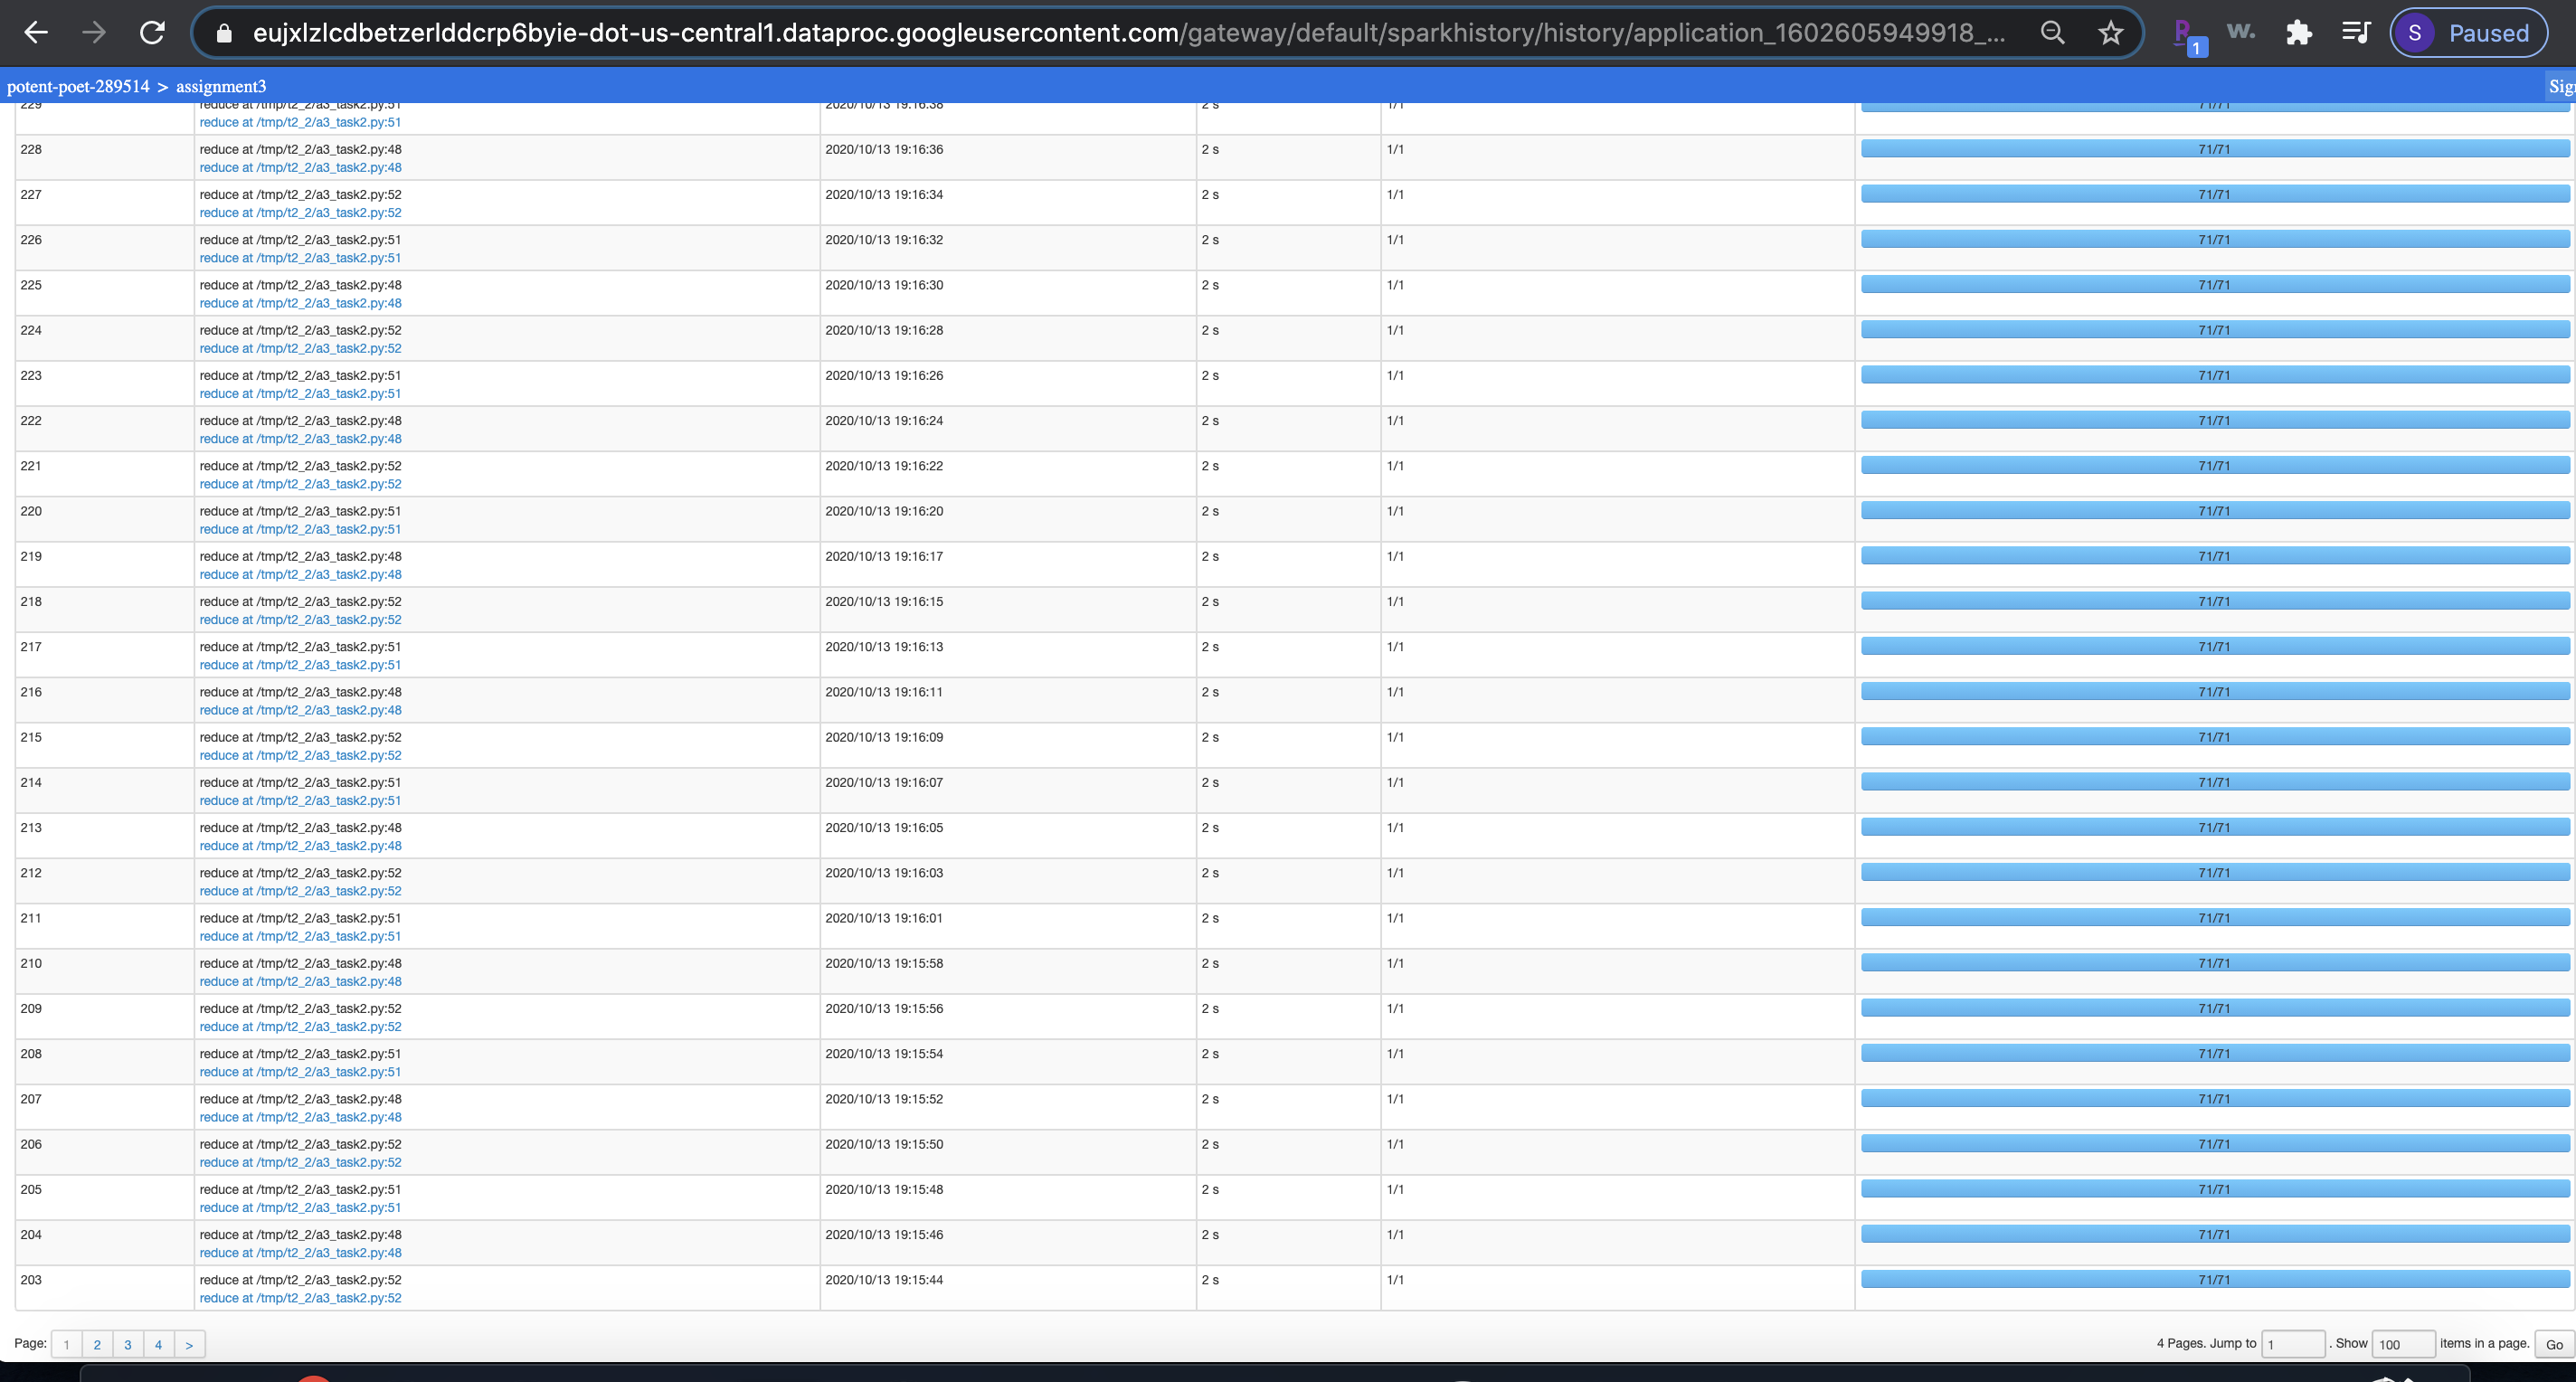 eujxlzlcdbetzerlddcrp6byie-dot-us-central1.dataproc.googleusercontent.com/gateway/default/sparkhistory/history/application_1602605949918_... 1 W. S Paused
potent-poet-289514 > assignment3 Sig
229 reduce at /tmp/t2_2/a3_task2.py:51 2020/10/13 19:16:38 2 s 1/1 71/71
reduce at /tmp/t2_2/a3_task2.py:51
228 reduce at /tmp/t2_2/a3_task2.py:48 2020/10/13 19:16:36 2 s 1/1 71/71
reduce at /tmp/t2_2/a3_task2.py:48
227 reduce at /tmp/t2_2/a3_task2.py:52 2020/10/13 19:16:34 2 s 1/1 71/71
reduce at /tmp/t2_2/a3_task2.py:52
226 reduce at /tmp/t2_2/a3_task2.py:51 2020/10/13 19:16:32 2 s 1/1 71/71
reduce at /tmp/t2_2/a3_task2.py:51
225 reduce at /tmp/t2_2/a3_task2.py:48 2020/10/13 19:16:30 2 s 1/1 71/71
reduce at /tmp/t2_2/a3_task2.py:48
224 reduce at /tmp/t2_2/a3_task2.py:52 2020/10/13 19:16:28 2 s 1/1 71/71
reduce at /tmp/t2_2/a3_task2.py:52
223 reduce at /tmp/t2_2/a3_task2.py:51 2020/10/13 19:16:26 2 s 1/1 71/71
reduce at /tmp/t2_2/a3_task2.py:51
222 reduce at /tmp/t2_2/a3_task2.py:48 2020/10/13 19:16:24 2 s 1/1 71/71
reduce at /tmp/t2_2/a3_task2.py:48
221 reduce at /tmp/t2_2/a3_task2.py:52 2020/10/13 19:16:22 2 s 1/1 71/71
reduce at /tmp/t2_2/a3_task2.py:52
220 reduce at /tmp/t2_2/a3_task2.py:51 2020/10/13 19:16:20 2 s 1/1 71/71
reduce at /tmp/t2_2/a3_task2.py:51
219 reduce at /tmp/t2_2/a3_task2.py:48 2020/10/13 19:16:17 2 s 1/1 71/71
reduce at /tmp/t2_2/a3_task2.py:48
218 reduce at /tmp/t2_2/a3_task2.py:52 2020/10/13 19:16:15 2 s 1/1 71/71
reduce at /tmp/t2_2/a3_task2.py:52
217 reduce at /tmp/t2_2/a3_task2.py:51 2020/10/13 19:16:13 2 s 1/1 71/71
reduce at /tmp/t2_2/a3_task2.py:51
216 reduce at /tmp/t2_2/a3_task2.py:48 2020/10/13 19:16:11 2 s 1/1 71/71
reduce at /tmp/t2_2/a3_task2.py:48
215 reduce at /tmp/t2_2/a3_task2.py:52 2020/10/13 19:16:09 2 s 1/1 71/71
reduce at /tmp/t2_2/a3_task2.py:52
214 reduce at /tmp/t2_2/a3_task2.py:51 2020/10/13 19:16:07 2 s 1/1 71/71
reduce at /tmp/t2_2/a3_task2.py:51
213 reduce at /tmp/t2_2/a3_task2.py:48 2020/10/13 19:16:05 2 s 1/1 71/71
reduce at /tmp/t2_2/a3_task2.py:48
212 reduce at /tmp/t2_2/a3_task2.py:52 2020/10/13 19:16:03 2 s 1/1 71/71
reduce at /tmp/t2_2/a3_task2.py:52
211 reduce at /tmp/t2_2/a3_task2.py:51 2020/10/13 19:16:01 2 s 1/1 71/71
reduce at /tmp/t2_2/a3_task2.py:51
210 reduce at /tmp/t2_2/a3_task2.py:48 2020/10/13 19:15:58 2 s 1/1 71/71
reduce at /tmp/t2_2/a3_task2.py:48
209 reduce at /tmp/t2_2/a3_task2.py:52 2020/10/13 19:15:56 2 s 1/1 71/71
reduce at /tmp/t2_2/a3_task2.py:52
208 reduce at /tmp/t2_2/a3_task2.py:51 2020/10/13 19:15:54 2 s 1/1 71/71
reduce at /tmp/t2_2/a3_task2.py:51
207 reduce at /tmp/t2_2/a3_task2.py:48 2020/10/13 19:15:52 2 s 1/1 71/71
reduce at /tmp/t2_2/a3_task2.py:48
206 reduce at /tmp/t2_2/a3_task2.py:52 2020/10/13 19:15:50 2 s 1/1 71/71
reduce at /tmp/t2_2/a3_task2.py:52
205 reduce at /tmp/t2_2/a3_task2.py:51 2020/10/13 19:15:48 2 s 1/1 71/71
reduce at /tmp/t2_2/a3_task2.py:51
204 reduce at /tmp/t2_2/a3_task2.py:48 2020/10/13 19:15:46 2 s 1/1 71/71
reduce at /tmp/t2_2/a3_task2.py:48
203 reduce at /tmp/t2_2/a3_task2.py:52 2020/10/13 19:15:44 2 s 1/1 71/71
reduce at /tmp/t2_2/a3_task2.py:52
Page: 1 2 3 4 > 4 Pages. Jump to 1 . Show 100 items in a page. Go